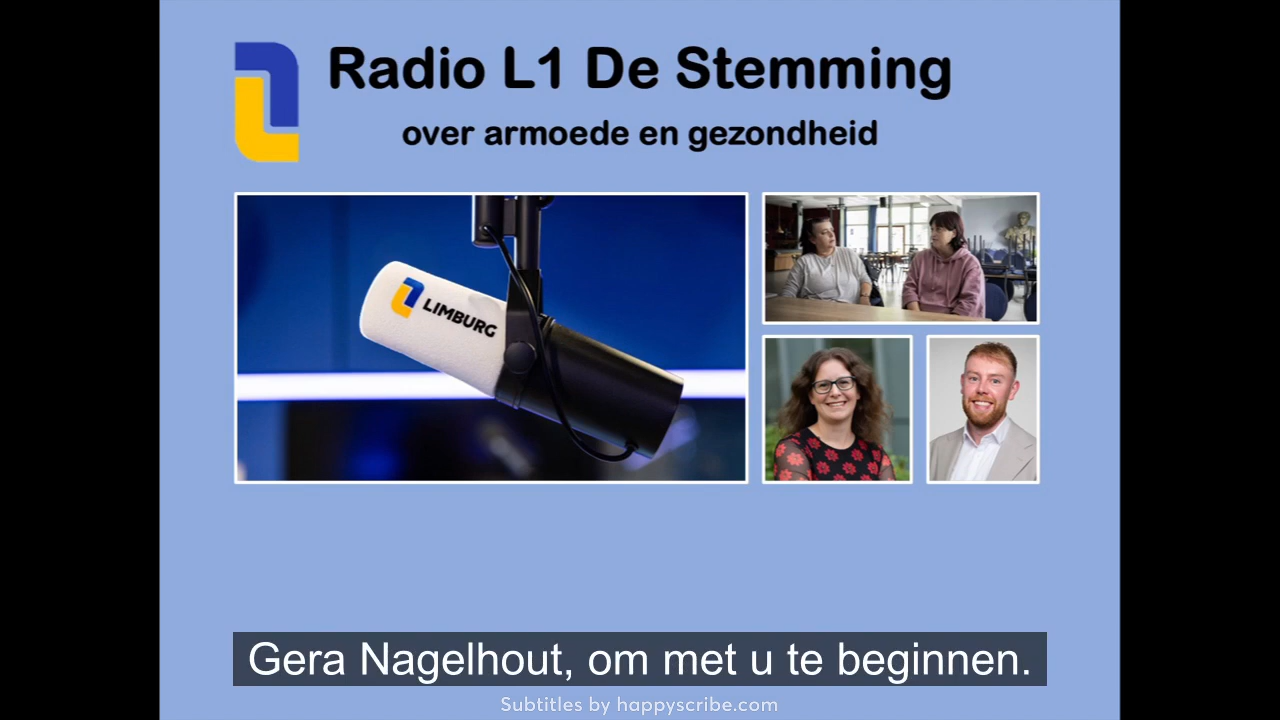 Radio L1 De Stemming
over armoede en gezondheid
LIMBURG
Gera Nagelhout, om met u te beginnen.
Subtitles by happyscribe.com